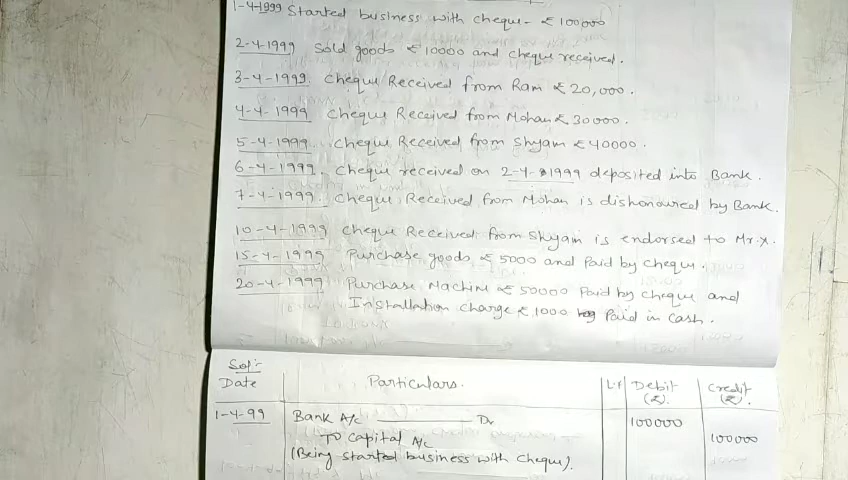 1-4-1999 Started business with cheque - ₹100000
2-4-1999 Sold goods ₹10000 and cheque received.
3-4-1999. Cheque Received from Ram ₹20,000.
4-4-1999 Cheque Received from Mohan ₹30000.
5-4-1999. Cheque Received from Shyam ₹40000.
6-4-1999. Cheque received on 2-4-1999 deposited into Bank.
7-4-1999. Cheque Received from Mohan is dishonoured by Bank.
10-4-1999 Cheque Received from Shyam is endorsed to Mr. X.
15-4-1999 Purchase goods ₹5000 and Paid by Cheque.
20-4-1999 Purchase Machine ₹50000 Paid by Cheque and
Installation charge ₹1000 Paid in Cash.
Sol:-
Date Particulars. L.F Debit (₹). Credit (₹).
1-4-99 Bank A/c Dr 100000
To Capital A/c 100000
(Being started business with Cheque).